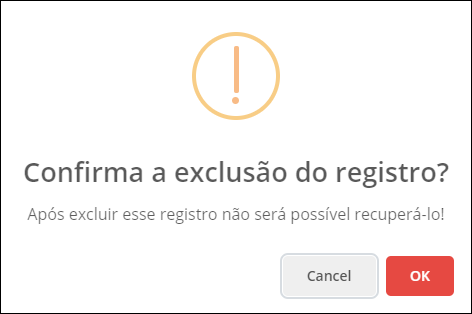 Confirma a exclusão do registro?
Após excluir esse registro não será possível recuperá-lo!
Cancel
OK